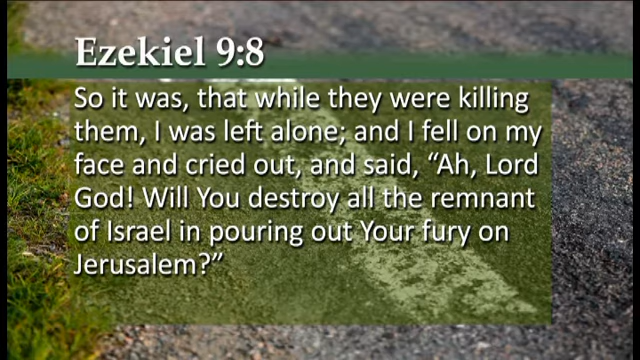 Ezekiel 9:8
So it was, that while they were killing
them, I was left alone; and I fell on my
face and cried out, and said, “Ah, Lord
God! Will You destroy all the remnant
of Israel in pouring out Your fury on
Jerusalem?”